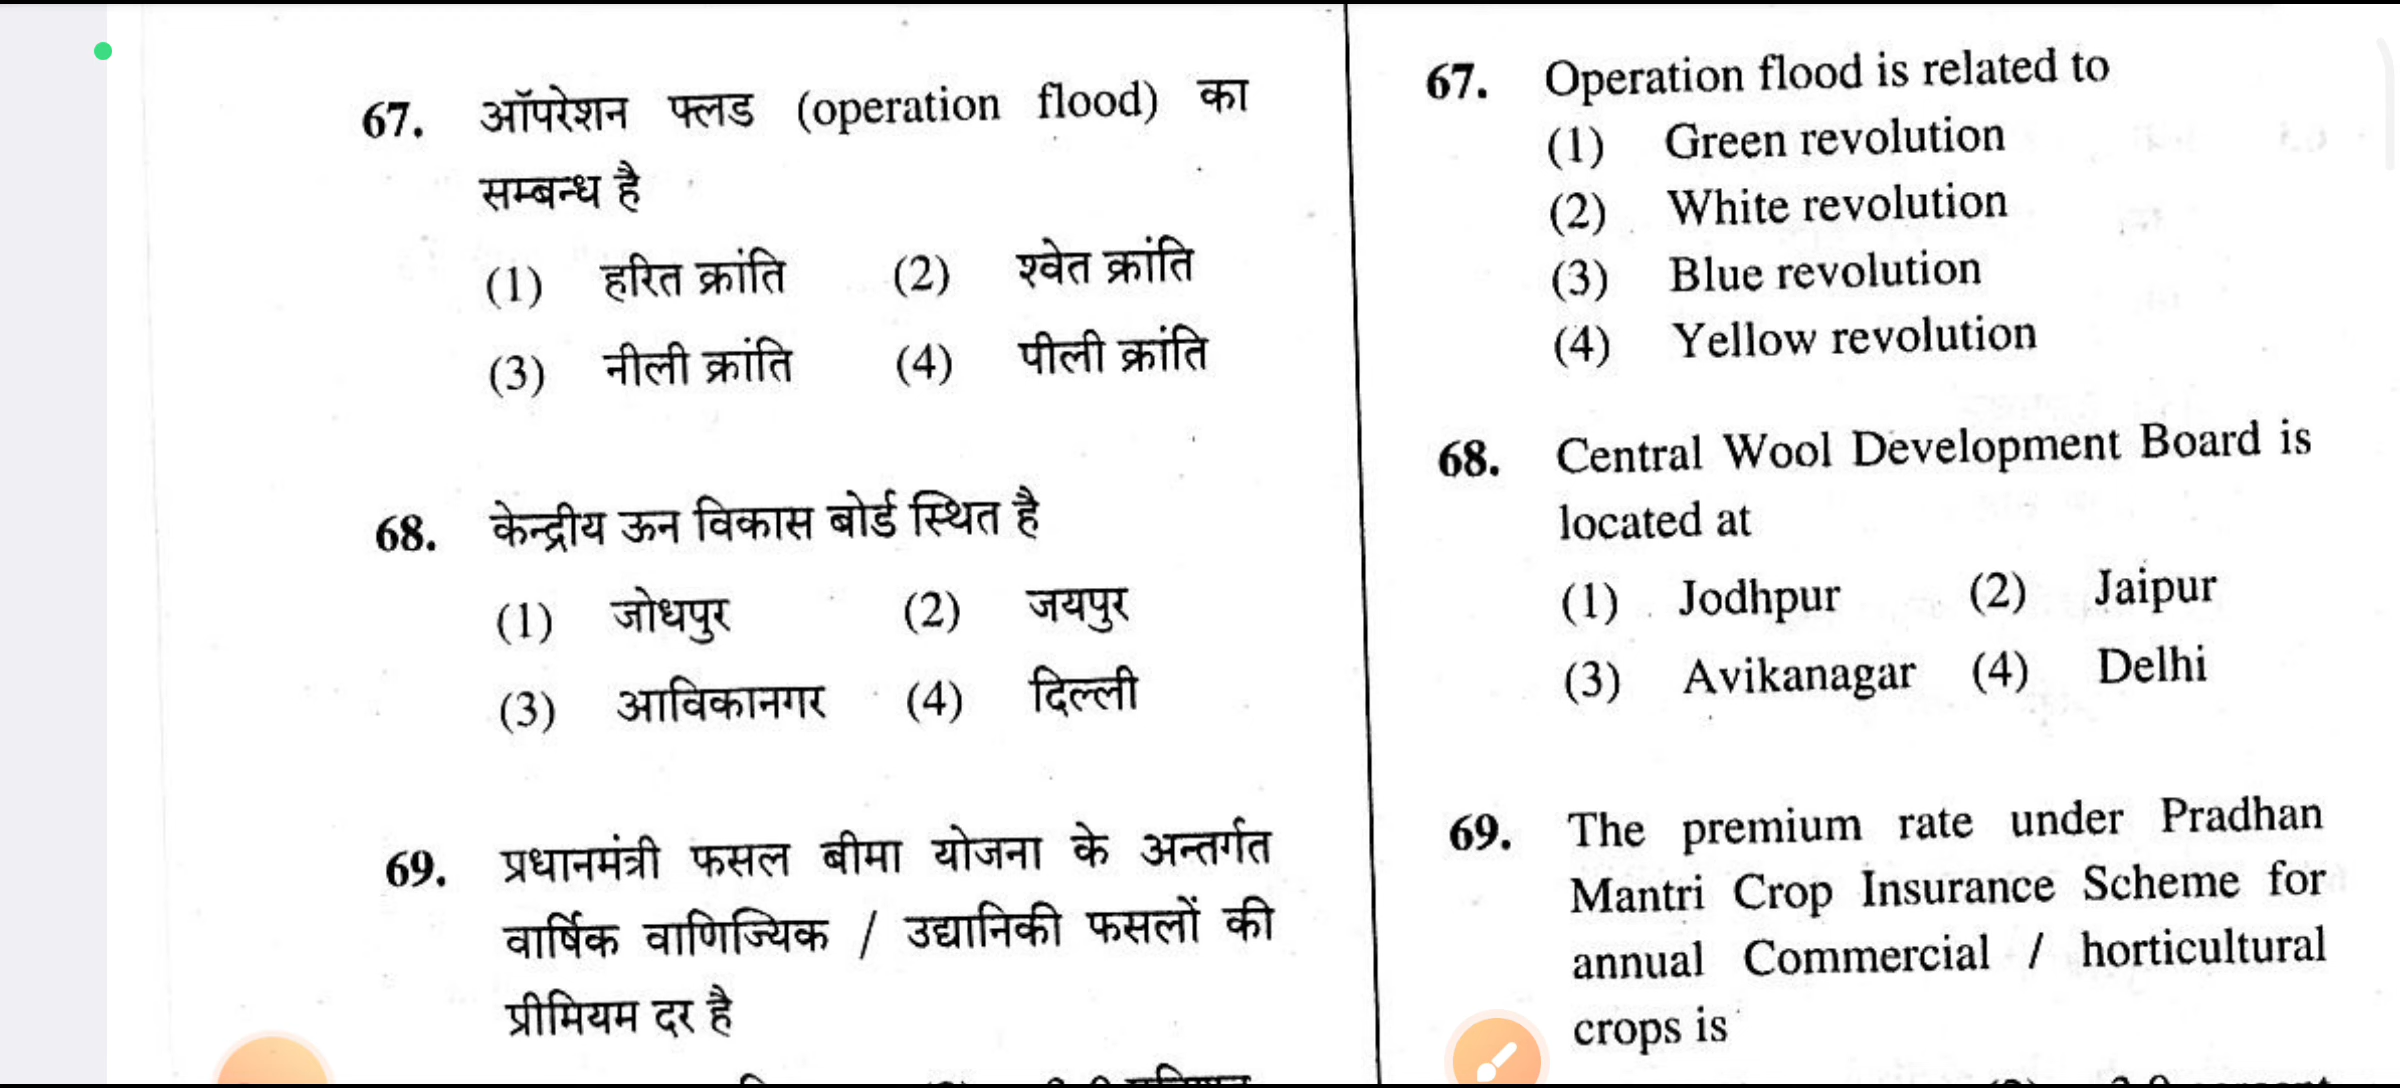 67. ऑपरेशन फ्लड (operation flood) का
सम्बन्ध है
(1) हरित क्रांति (2) श्वेत क्रांति
(3) नीली क्रांति (4) पीली क्रांति
68. केन्द्रीय ऊन विकास बोर्ड स्थित है
(1) जोधपुर (2) जयपुर
(3) आविकानगर (4) दिल्ली
69. प्रधानमंत्री फसल बीमा योजना के अन्तर्गत
वार्षिक वाणिज्यिक / उद्यानिकी फसलों की
प्रीमियम दर है
67. Operation flood is related to
(1) Green revolution
(2) White revolution
(3) Blue revolution
(4) Yellow revolution
68. Central Wool Development Board is
located at
(1) Jodhpur (2) Jaipur
(3) Avikanagar (4) Delhi
69. The premium rate under Pradhan
Mantri Crop Insurance Scheme for
annual Commercial / horticultural
crops is